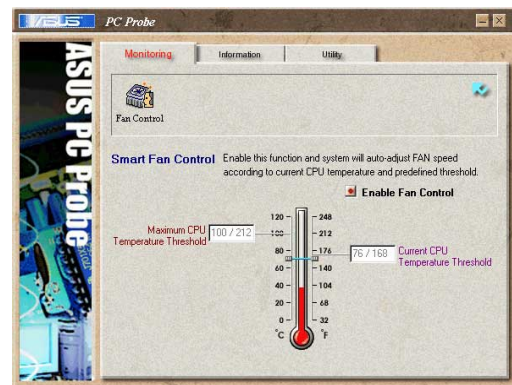 ASUS
PC Probe
ASUS PC Probe
Monitoring
Information
Utility
Fan Control
Smart Fan Control
Enable this function and system will auto-adjust FAN speed
according to current CPU temperature and predefined threshold.
Enable Fan Control
Maximum CPU
Temperature Threshold
100 / 212
120 248
100 212
80 176
60 140
40 104
20 68
0 32
°C °F
76 / 168
Current CPU
Temperature Threshold